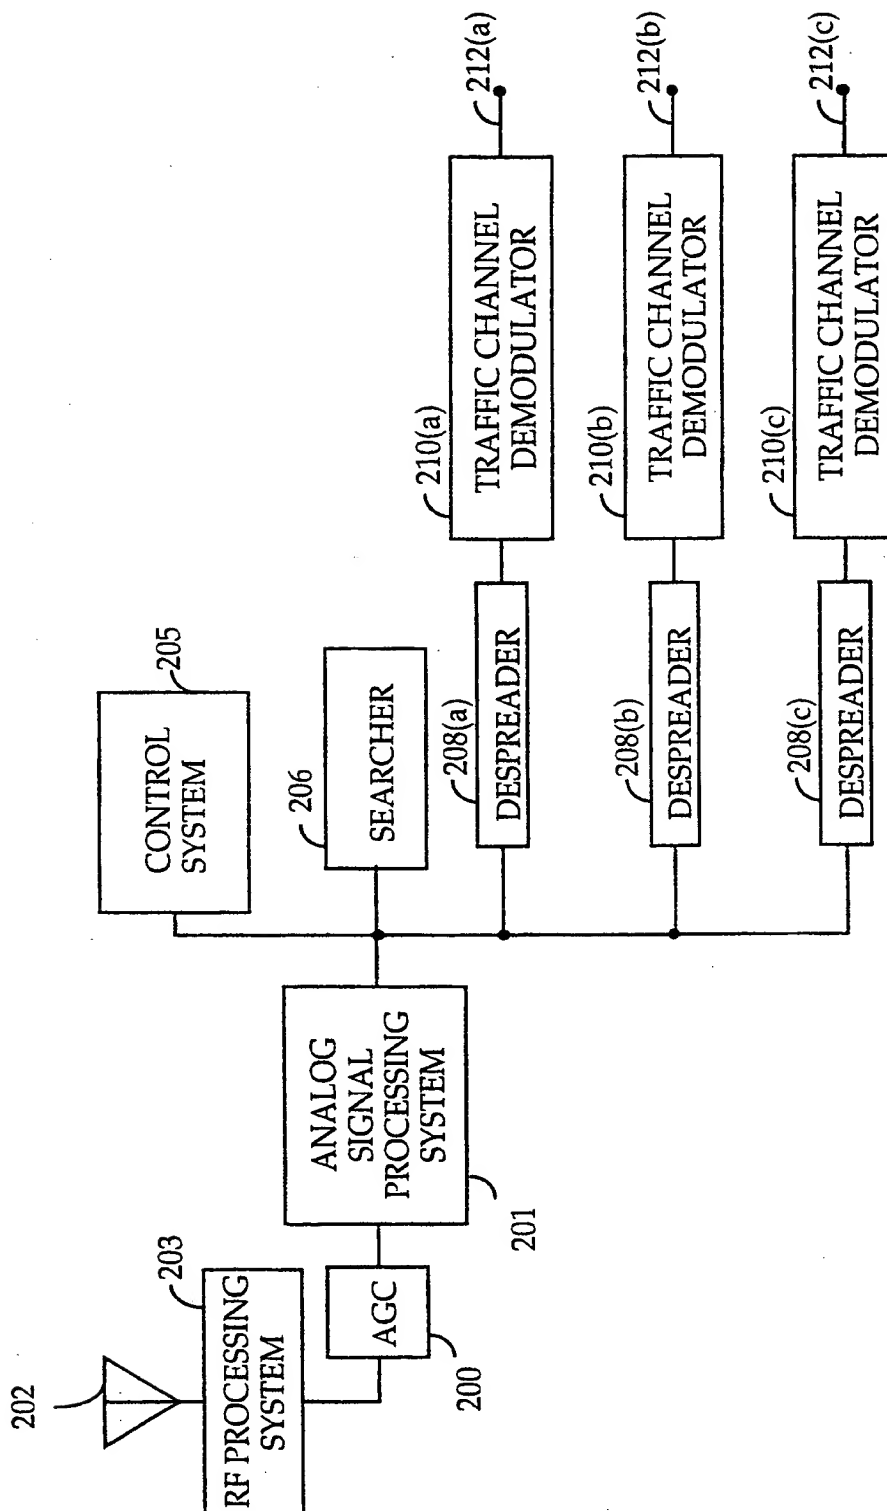 202
203
RF PROCESSING
SYSTEM
AGC
200
ANALOG
SIGNAL
PROCESSING
SYSTEM
201
CONTROL
SYSTEM
205
206
SEARCHER
208(a)
DESPREADER
210(a)
TRAFFIC CHANNEL
DEMODULATOR
212(a)
208(b)
DESPREADER
210(b)
TRAFFIC CHANNEL
DEMODULATOR
212(b)
208(c)
DESPREADER
210(c)
TRAFFIC CHANNEL
DEMODULATOR
212(c)